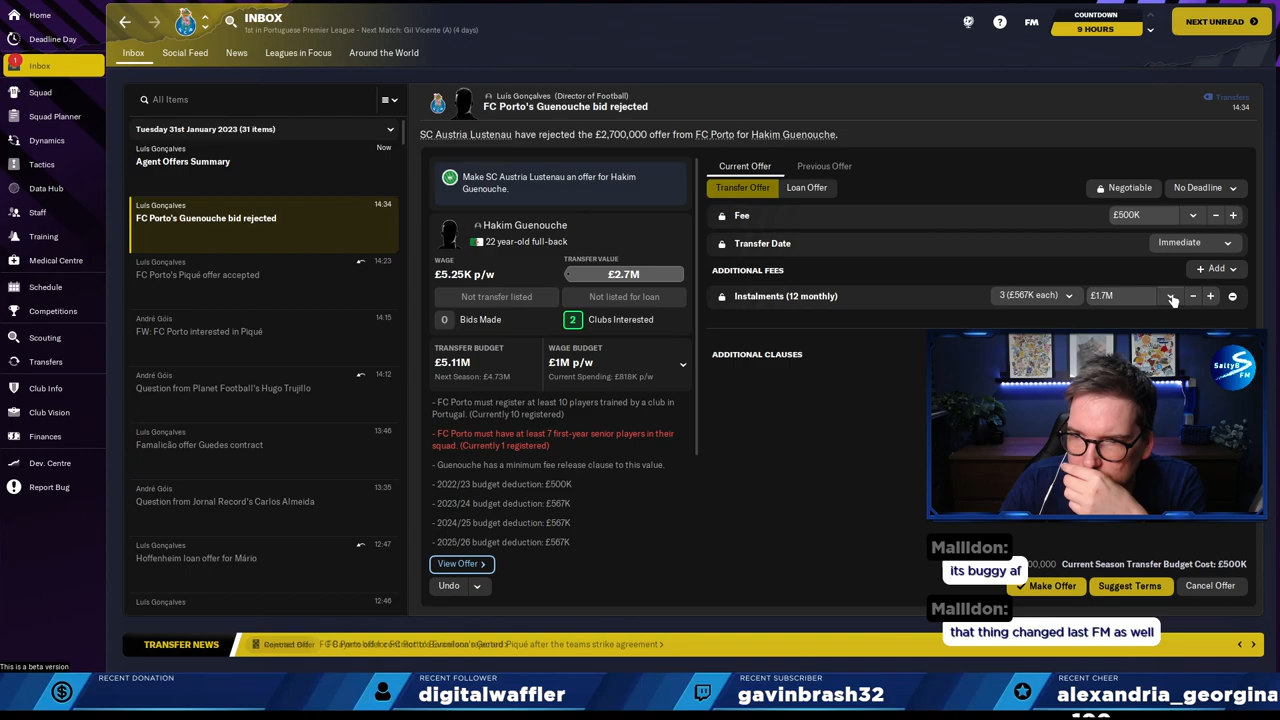 Home
Deadline Day
1
Inbox
Squad
Squad Planner
Dynamics
Tactics
Data Hub
Staff
Training
Medical Centre
Schedule
Competitions
Scouting
Transfers
Club Info
Club Vision
Finances
Dev. Centre
Report Bug
This is a beta version
INBOX
1st in Portuguese Premier League - Next Match: Gil Vicente (A) (4 days)
FM
COUNTDOWN
9 HOURS
NEXT UNREAD
Inbox
Social Feed
News
Leagues in Focus
Around the World
All Items
Tuesday 31st January 2023 (31 items)
Luís Gonçalves
Now
Agent Offers Summary
Luís Gonçalves
14:34
FC Porto's Guenouche bid rejected
Luís Gonçalves
14:23
FC Porto's Piqué offer accepted
André Góis
14:15
FW: FC Porto interested in Piqué
André Góis
14:12
Question from Planet Football's Hugo Trujillo
Luís Gonçalves
13:46
Famalicão offer Guedes contract
André Góis
13:35
Question from Jornal Record's Carlos Almeida
Luís Gonçalves
12:47
Hoffenheim loan offer for Mário
Luís Gonçalves
12:46
Luís Gonçalves (Director of Football)
FC Porto's Guenouche bid rejected
Transfers
14:34
SC Austria Lustenau have rejected the £2,700,000 offer from FC Porto for Hakim Guenouche.
Make SC Austria Lustenau an offer for Hakim
Guenouche.
Hakim Guenouche
22 year-old full-back
WAGE
£5.25K p/w
TRANSFER VALUE
£2.7M
Not transfer listed
Not listed for loan
0 Bids Made
2 Clubs Interested
TRANSFER BUDGET
£5.11M
Next Season: £4.73M
WAGE BUDGET
£1M p/w
Current Spending: £818K p/w
- FC Porto must register at least 10 players trained by a club in
Portugal. (Currently 10 registered)
- FC Porto must have at least 7 first-year senior players in their
squad. (Currently 1 registered)
- Guenouche has a minimum fee release clause to this value.
- 2022/23 budget deduction: £500K
- 2023/24 budget deduction: £567K
- 2024/25 budget deduction: £567K
- 2025/26 budget deduction: £567K
View Offer
Undo
Current Offer
Previous Offer
Transfer Offer
Loan Offer
Negotiable
No Deadline
Fee
£500K
Transfer Date
Immediate
ADDITIONAL FEES
Add
Instalments (12 monthly)
3 (£567K each)
£1.7M
ADDITIONAL CLAUSES
SaltyB
FM
Mallldon:
its buggy af
Current Season Transfer Budget Cost: £500K
Make Offer
Suggest Terms
Cancel Offer
Mallldon:
that thing changed last FM as well
TRANSFER NEWS
RECENT DONATION
RECENT FOLLOWER
digitalwaffler
RECENT SUBSCRIBER
gavinbrash32
RECENT CHEER
alexandria_georgina
100